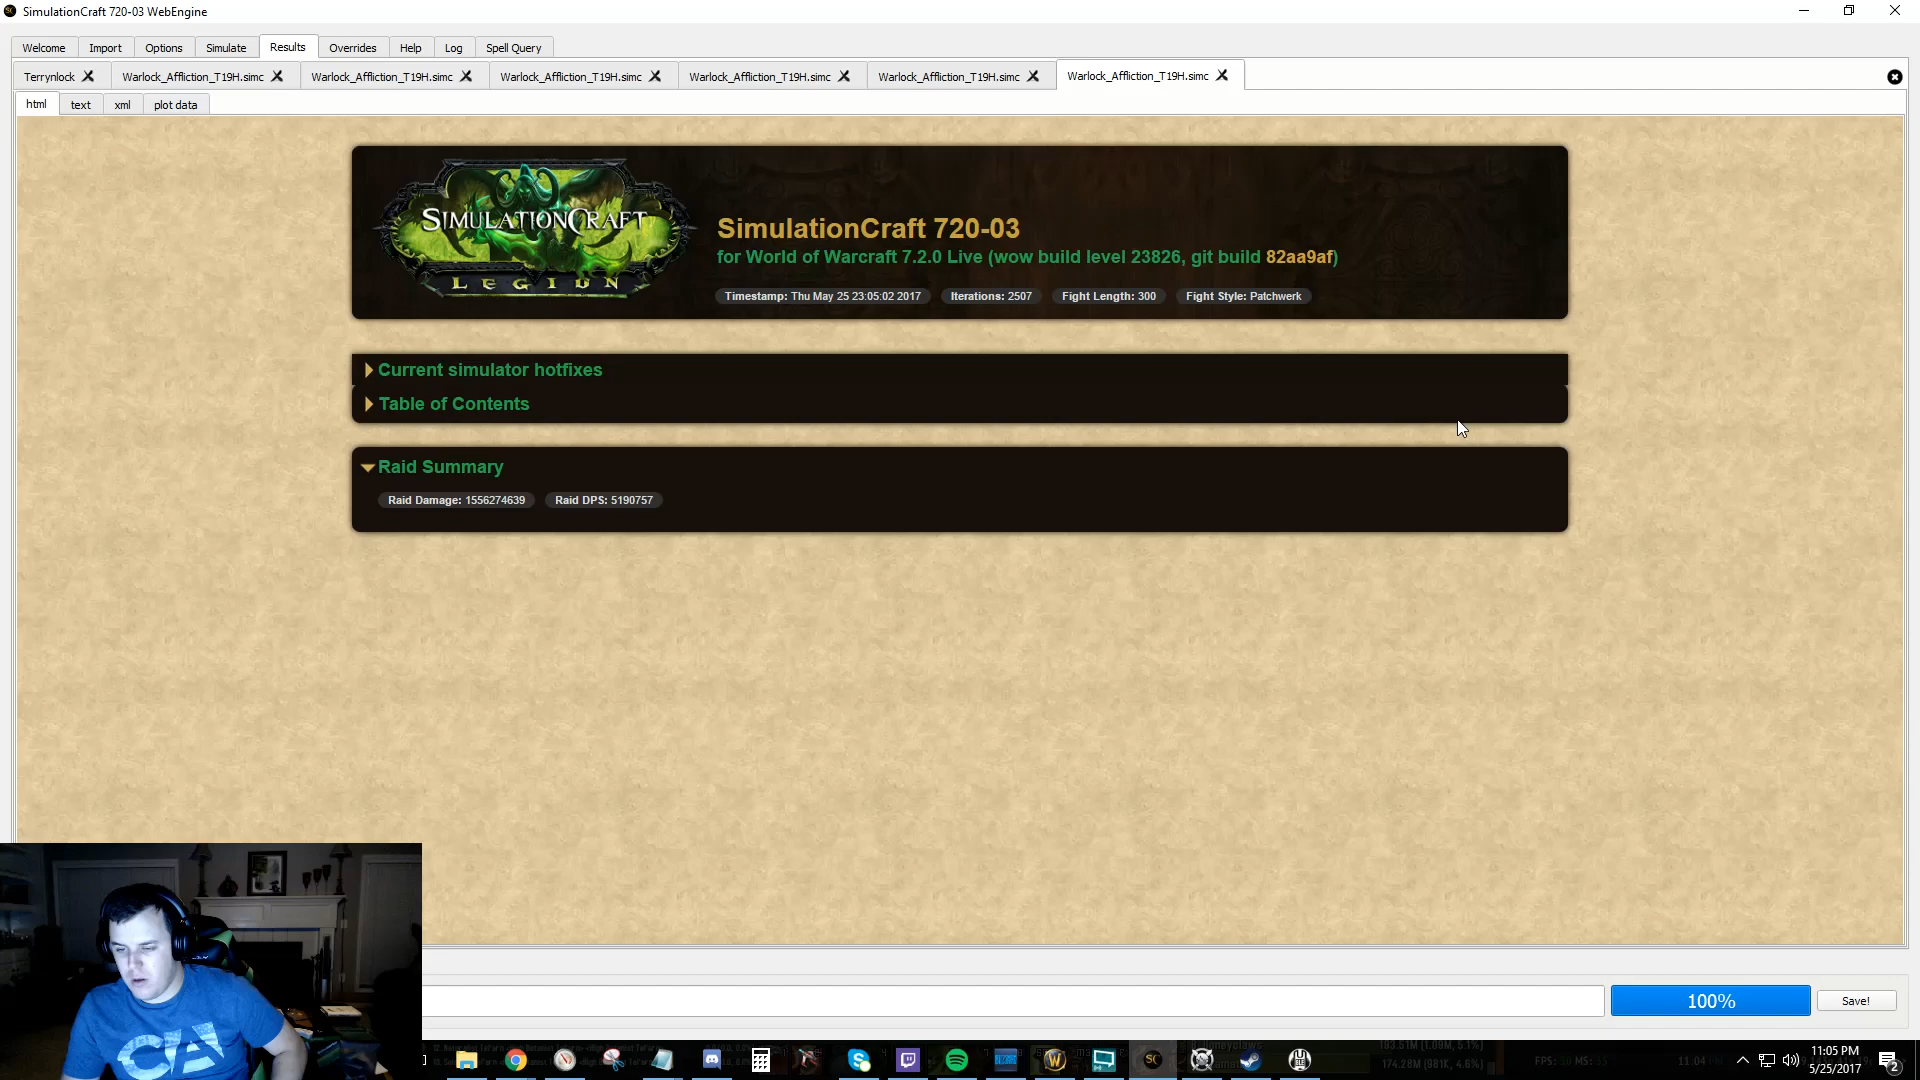 SimulationCraft 720-03 WebEngine
Welcome Import Options Simulate Results Overrides Help Log Spell Query
Terrynlock Warlock_Affliction_T19H.simc Warlock_Affliction_T19H.simc Warlock_Affliction_T19H.simc Warlock_Affliction_T19H.simc Warlock_Affliction_T19H.simc Warlock_Affliction_T19H.simc
html text xml plot data
SIMULATIONCRAFT
LEGION
SimulationCraft 720-03
for World of Warcraft 7.2.0 Live (wow build level 23826, git build 82aa9af)
Timestamp: Thu May 25 23:05:02 2017 Iterations: 2507 Fight Length: 300 Fight Style: Patchwerk
Current simulator hotfixes
Table of Contents
Raid Summary
Raid Damage: 1556274639 Raid DPS: 5190757
100% Save!
CA
11:05 PM
5/25/2017
2